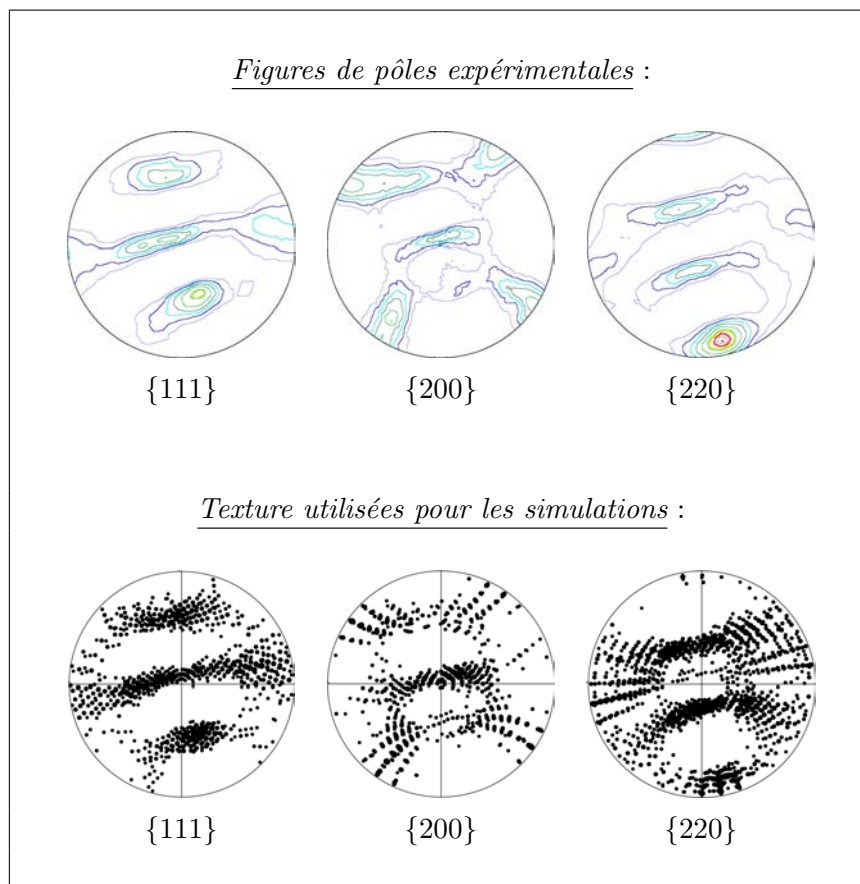 Figures de pôles expérimentales :
{111} {200} {220}
Texture utilisées pour les simulations :
{111} {200} {220}